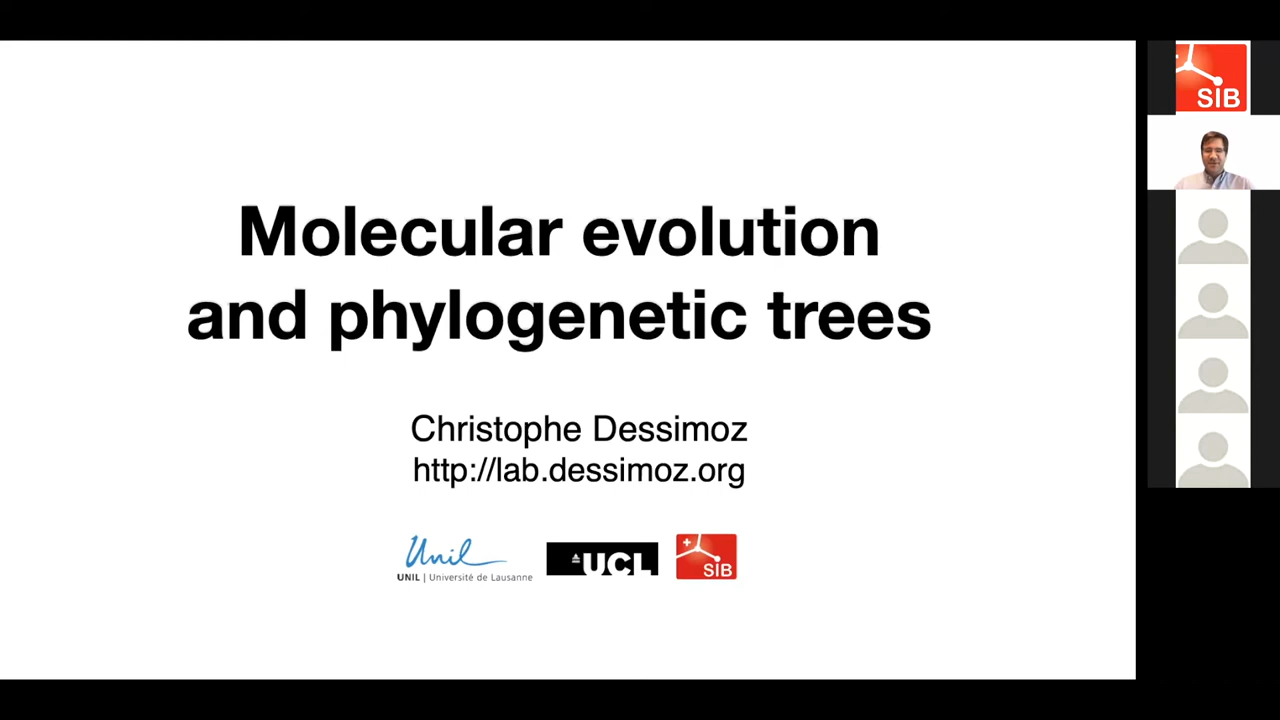 Molecular evolution
and phylogenetic trees
Christophe Dessimoz
http://lab.dessimoz.org
Unil
UNIL | Université de Lausanne
UCL
SIB
SIB